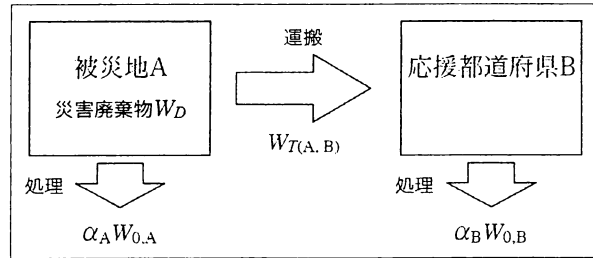 被災地A
災害廃棄物W_D
運搬
W_T(A, B)
応援都道府県B
処理
α_A W_0,A
処理
α_B W_0,B